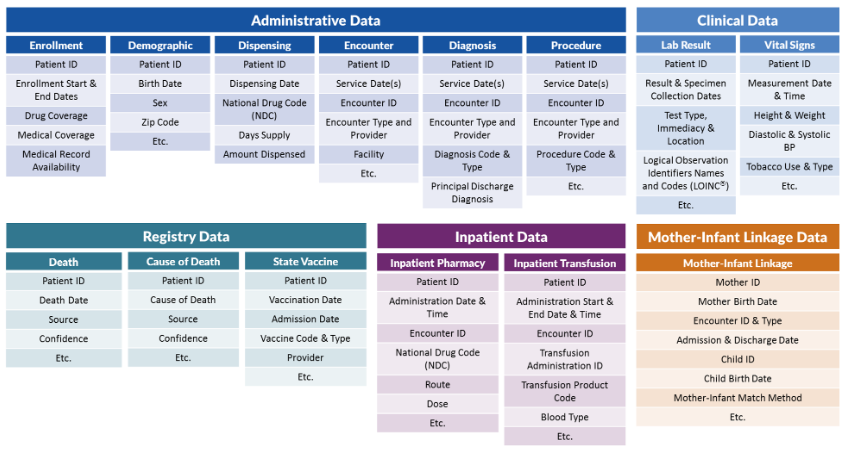 Administrative Data
Enrollment
Patient ID
Enrollment Start &
End Dates
Drug Coverage
Medical Coverage
Medical Record
Availability
Demographic
Patient ID
Birth Date
Sex
Zip Code
Etc.
Dispensing
Patient ID
Dispensing Date
National Drug Code
(NDC)
Days Supply
Amount Dispensed
Encounter
Patient ID
Service Date(s)
Encounter ID
Encounter Type and
Provider
Facility
Etc.
Diagnosis
Patient ID
Service Date(s)
Encounter ID
Encounter Type and
Provider
Diagnosis Code &
Type
Principal Discharge
Diagnosis
Procedure
Patient ID
Service Date(s)
Encounter ID
Encounter Type and
Provider
Procedure Code &
Type
Etc.
Clinical Data
Lab Result
Patient ID
Result & Specimen
Collection Dates
Test Type,
Immediacy &
Location
Logical Observation
Identifiers Names
and Codes (LOINC®)
Etc.
Vital Signs
Patient ID
Measurement Date
& Time
Height & Weight
Diastolic & Systolic
BP
Tobacco Use & Type
Etc.
Registry Data
Death
Patient ID
Death Date
Source
Confidence
Etc.
Cause of Death
Patient ID
Cause of Death
Source
Confidence
Etc.
State Vaccine
Patient ID
Vaccination Date
Admission Date
Vaccine Code & Type
Provider
Etc.
Inpatient Data
Inpatient Pharmacy
Patient ID
Administration Date &
Time
Encounter ID
National Drug Code
(NDC)
Route
Dose
Etc.
Inpatient Transfusion
Patient ID
Administration Start &
End Date & Time
Encounter ID
Transfusion
Administration ID
Transfusion Product
Code
Blood Type
Etc.
Mother-Infant Linkage Data
Mother-Infant Linkage
Mother ID
Mother Birth Date
Encounter ID & Type
Admission & Discharge Date
Child ID
Child Birth Date
Mother-Infant Match Method
Etc.